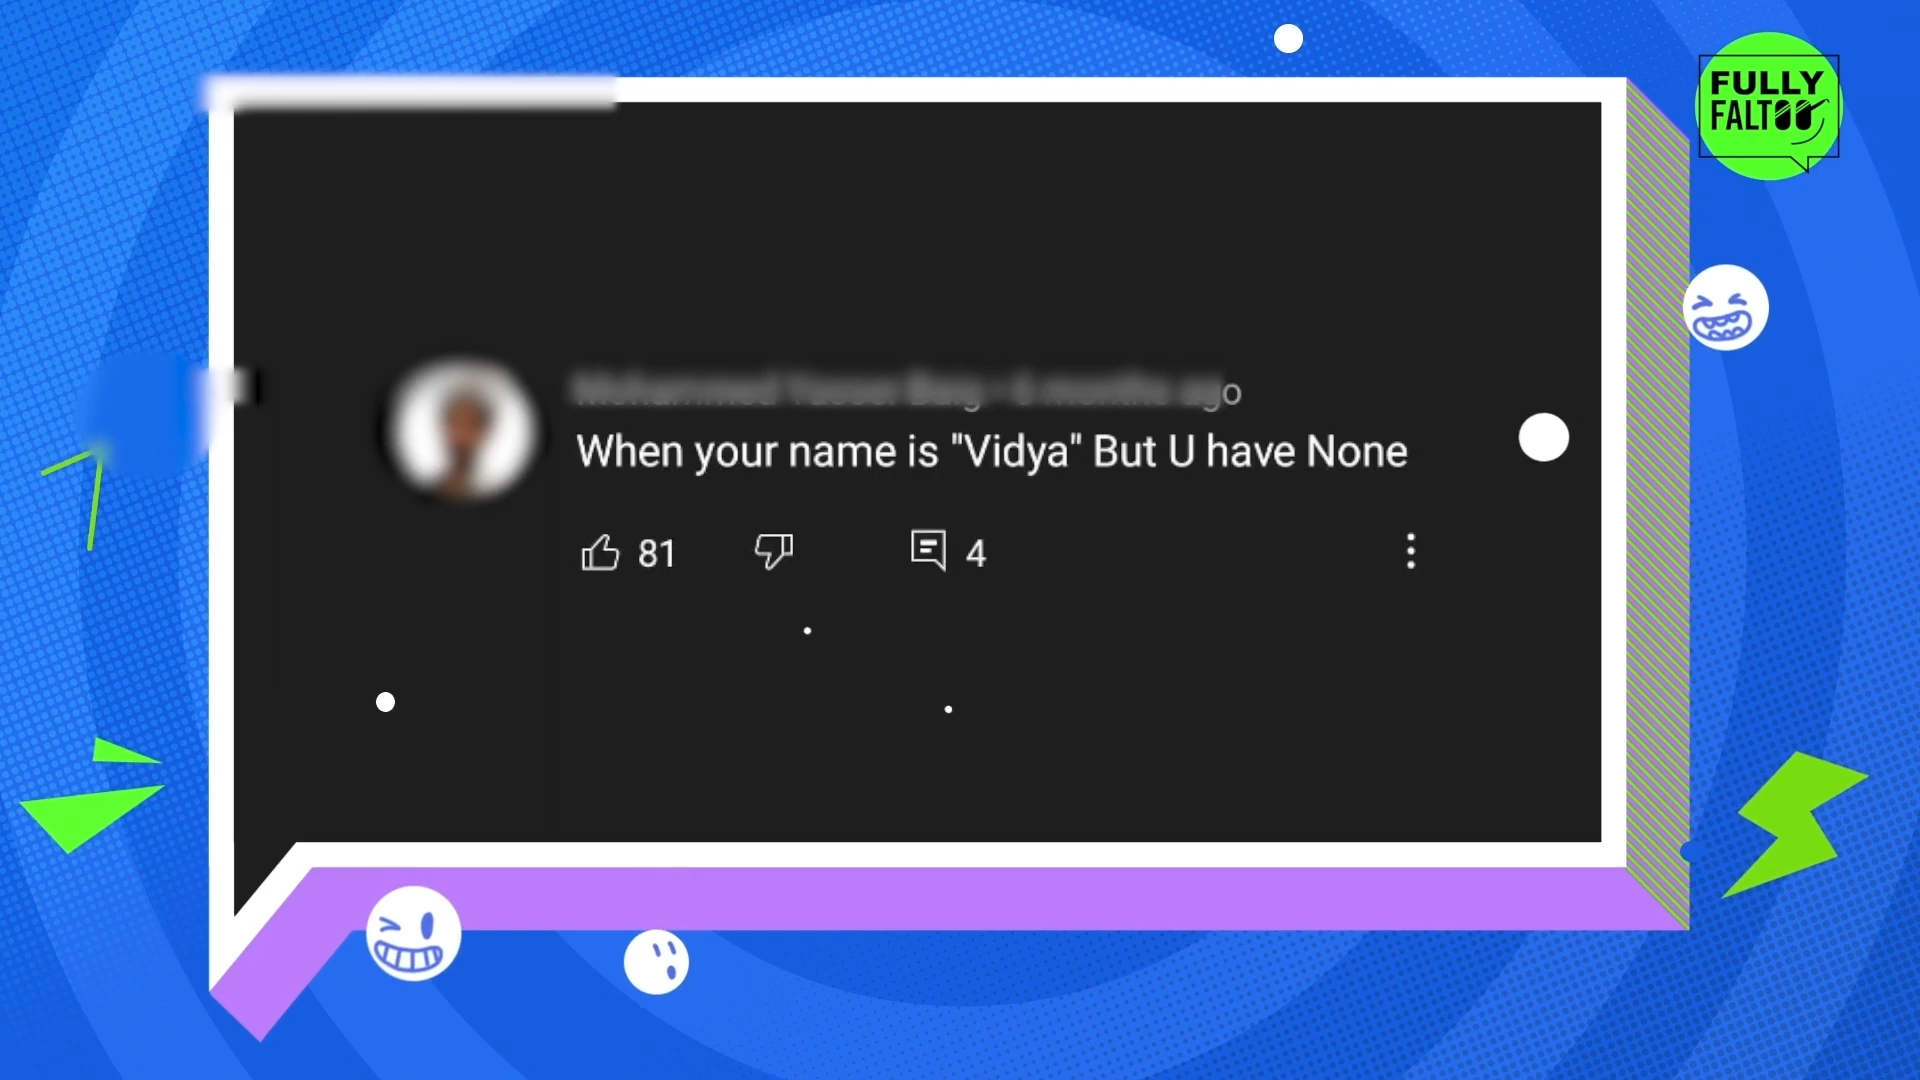 FULLY
FALTOO
When your name is "Vidya" But U have None
81
4